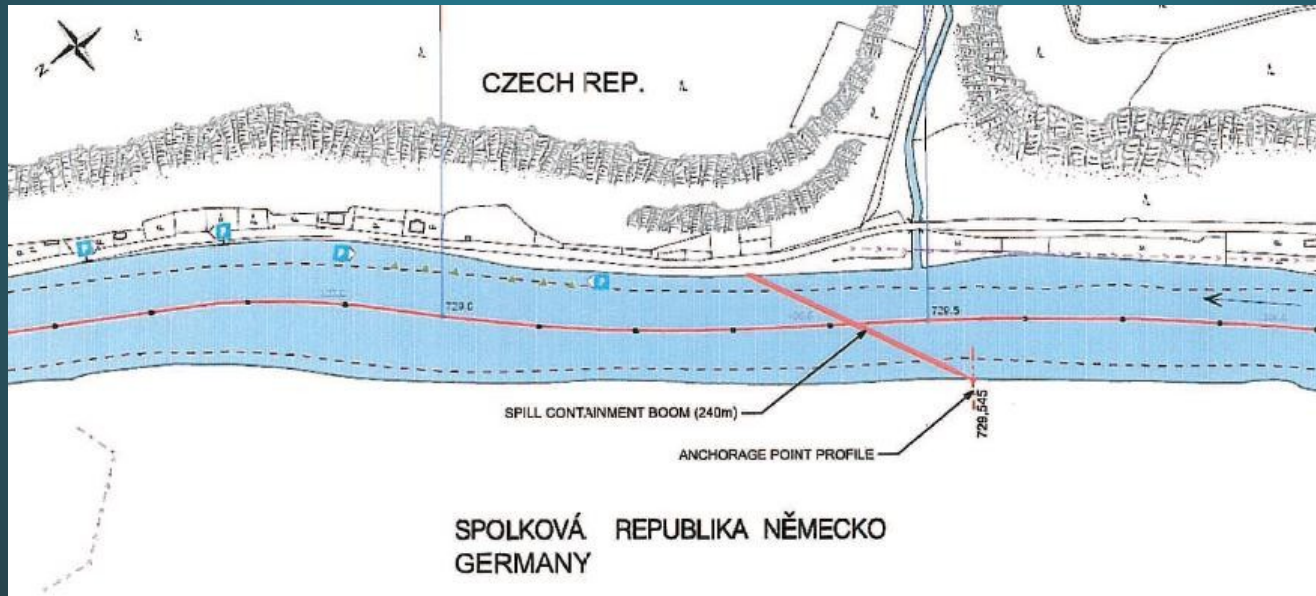 Z
CZECH REP.
P
P
P
P
729.0
729.5
SPILL CONTAINMENT BOOM (240m)
729,545
ANCHORAGE POINT PROFILE
SPOLKOVÁ REPUBLIKA NĚMECKO
GERMANY